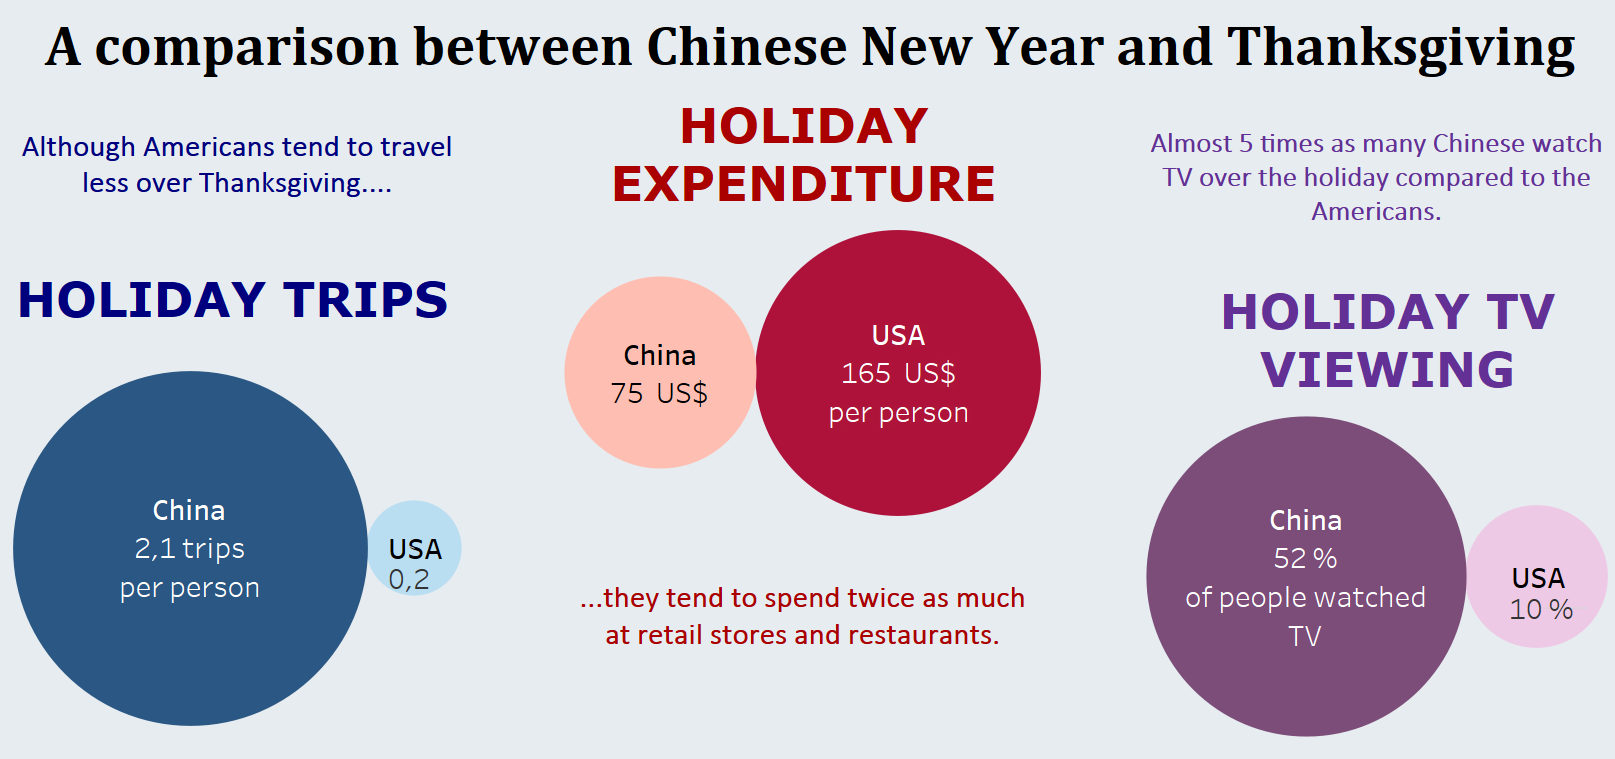 A comparison between Chinese New Year and Thanksgiving
Although Americans tend to travel
less over Thanksgiving....
HOLIDAY TRIPS
China
2,1 trips
per person
USA
0,2
HOLIDAY
EXPENDITURE
China
75 US$
USA
165 US$
per person
...they tend to spend twice as much
at retail stores and restaurants.
Almost 5 times as many Chinese watch
TV over the holiday compared to the
Americans.
HOLIDAY TV
VIEWING
China
52 %
of people watched
TV
USA
10 %